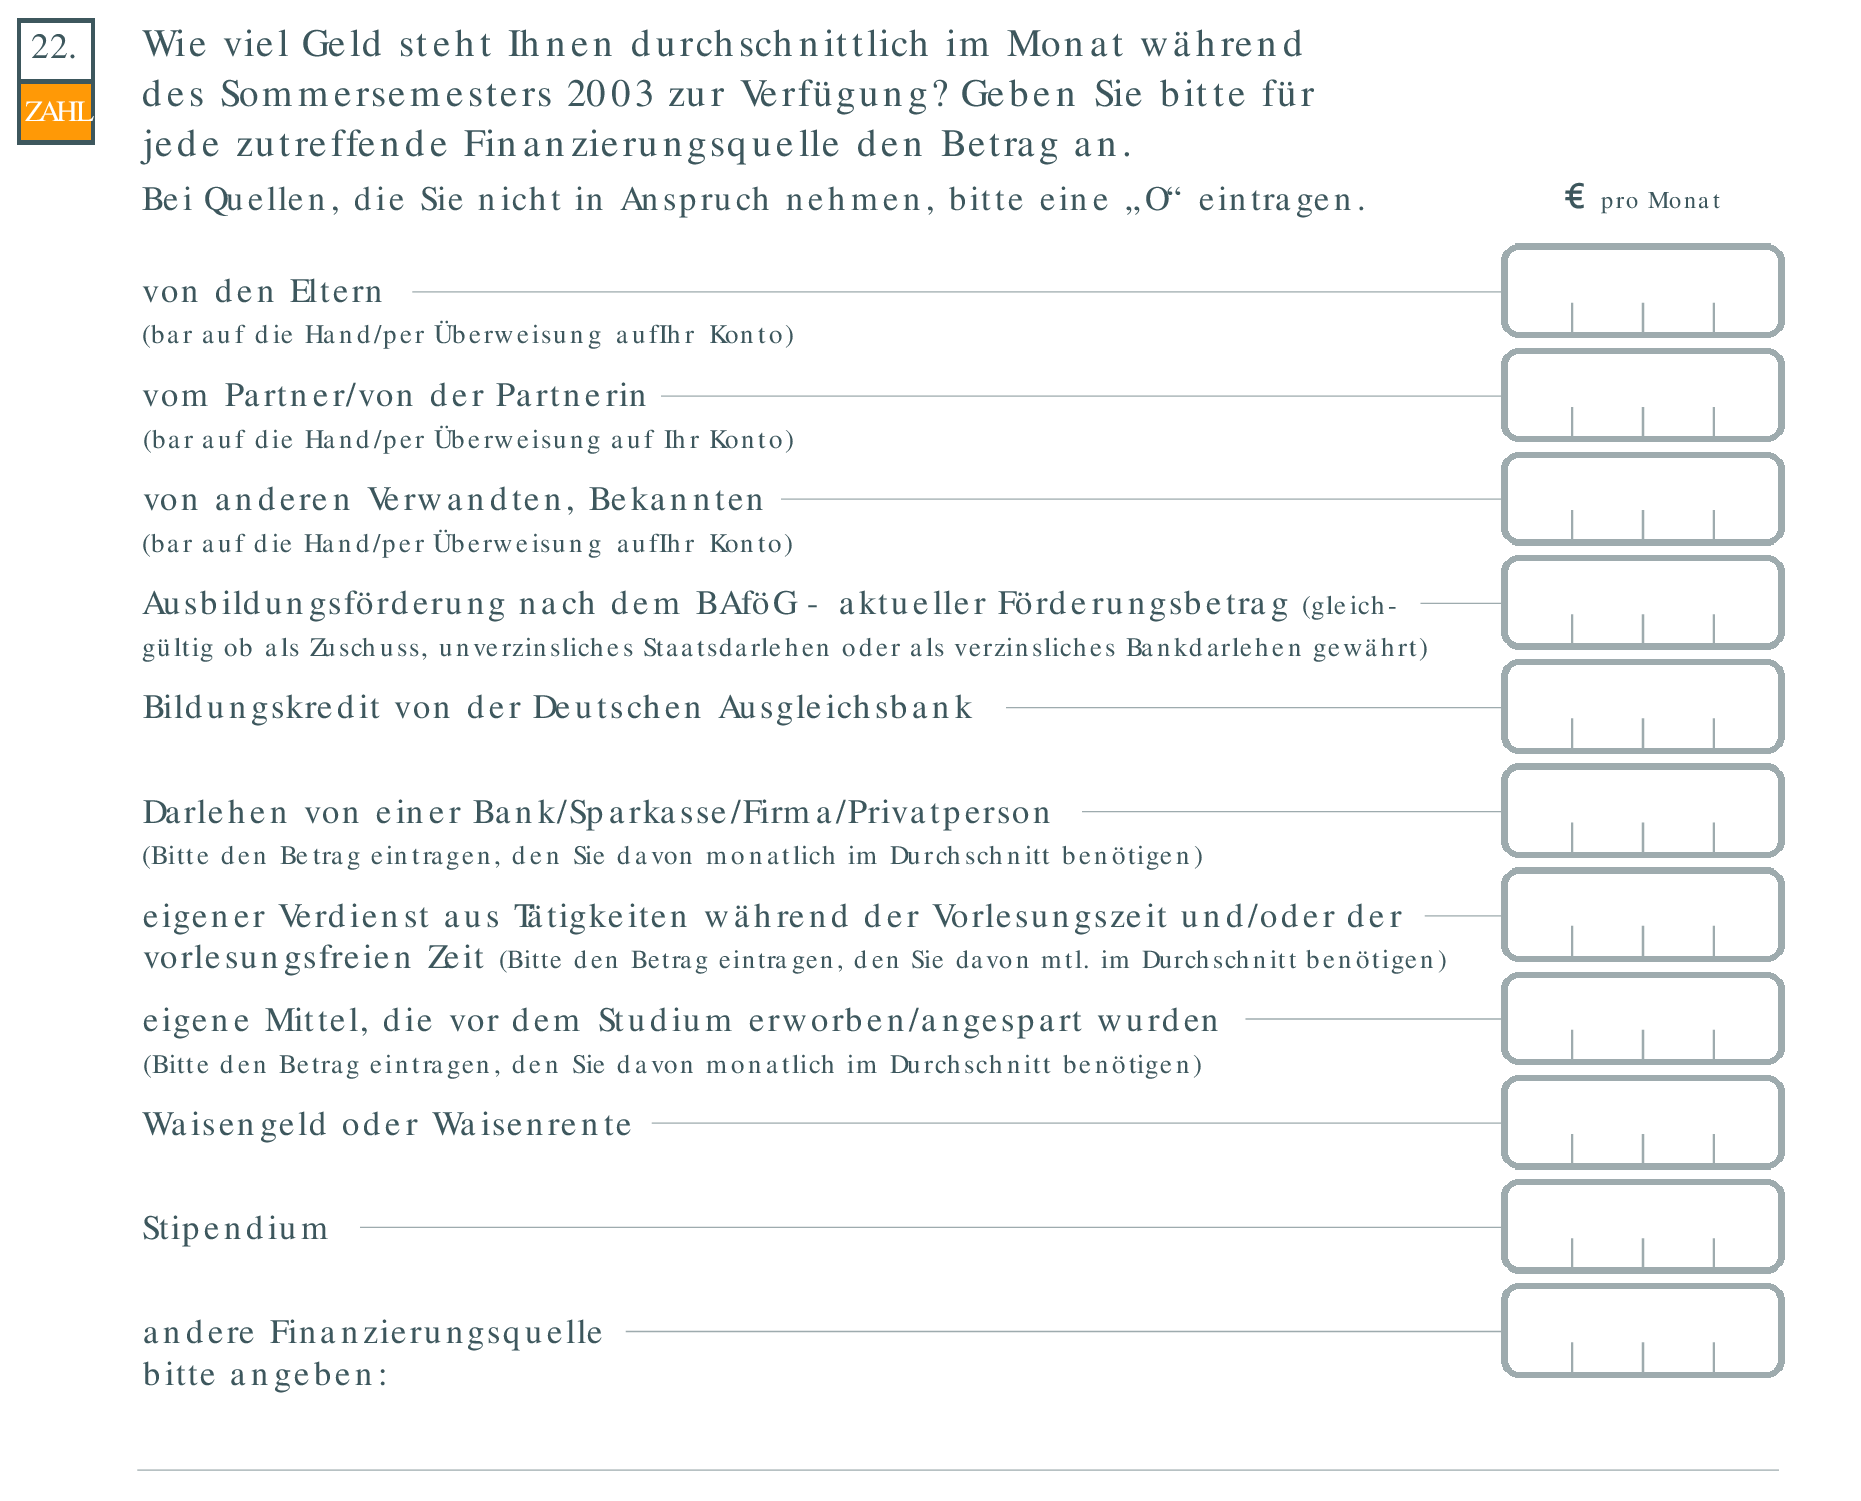 22.
ZAHL
Wie viel Geld steht Ihnen durchschnittlich im Monat während
des Sommersemesters 2003 zur Verfügung? Geben Sie bitte für
jede zutreffende Finanzierungsquelle den Betrag an.
Bei Quellen, die Sie nicht in Anspruch nehmen, bitte eine „O“ eintragen.
€ pro Monat
von den Eltern
(bar auf die Hand/per Überweisung aufIhr Konto)
vom Partner/von der Partnerin
(bar auf die Hand/per Überweisung auf Ihr Konto)
von anderen Verwandten, Bekannten
(bar auf die Hand/per Überweisung aufIhr Konto)
Ausbildungsförderung nach dem BAföG - aktueller Förderungsbetrag (gleich-
gültig ob als Zuschuss, unverzinsliches Staatsdarlehen oder als verzinsliches Bankdarlehen gewährt)
Bildungskredit von der Deutschen Ausgleichsbank
Darlehen von einer Bank/Sparkasse/Firma/Privatperson
(Bitte den Betrag eintragen, den Sie davon monatlich im Durchschnitt benötigen)
eigener Verdienst aus Tätigkeiten während der Vorlesungszeit und/oder der
vorlesungsfreien Zeit (Bitte den Betrag eintragen, den Sie davon mtl. im Durchschnitt benötigen)
eigene Mittel, die vor dem Studium erworben/angespart wurden
(Bitte den Betrag eintragen, den Sie davon monatlich im Durchschnitt benötigen)
Waisengeld oder Waisenrente
Stipendium
andere Finanzierungsquelle
bitte angeben: